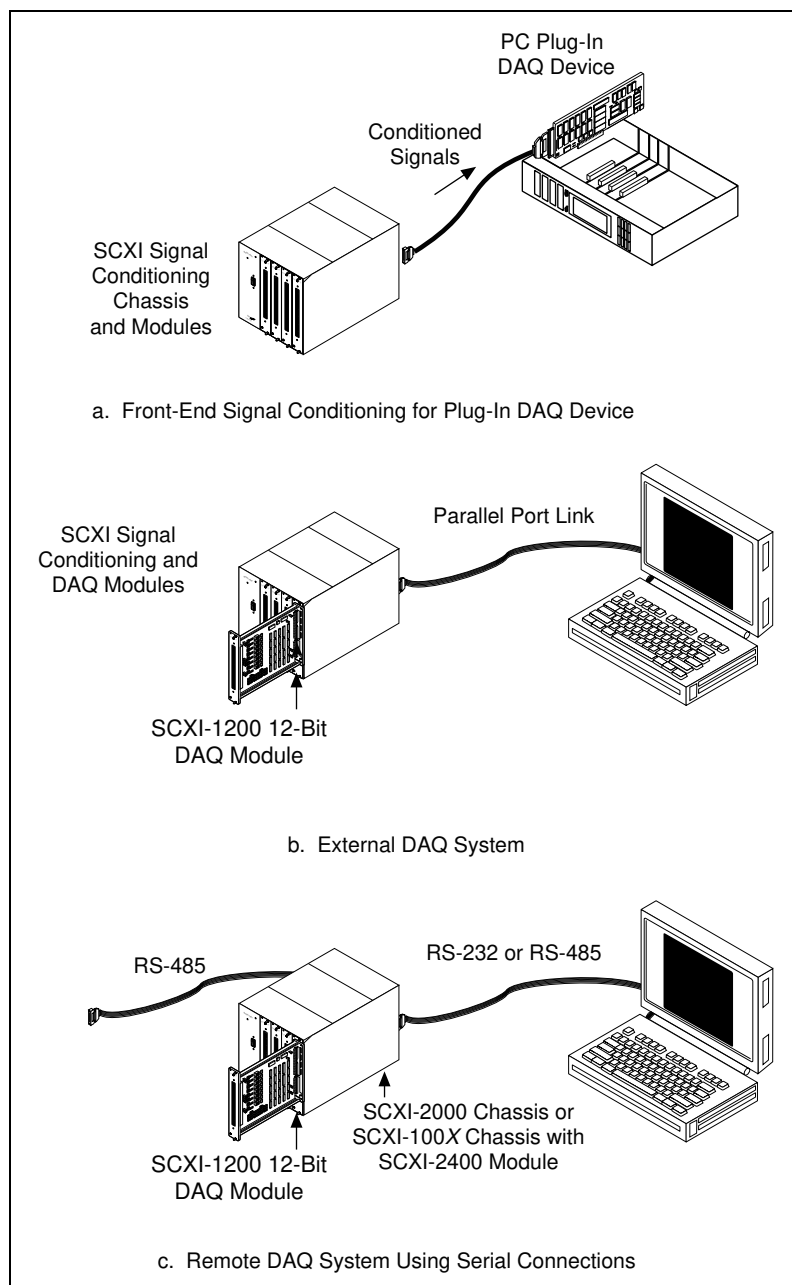 PC Plug-In
DAQ Device
Conditioned
Signals
SCXI Signal
Conditioning
Chassis
and Modules
a. Front-End Signal Conditioning for Plug-In DAQ Device
SCXI Signal
Conditioning and
DAQ Modules
Parallel Port Link
SCXI-1200 12-Bit
DAQ Module
b. External DAQ System
RS-485
RS-232 or RS-485
SCXI-2000 Chassis or
SCXI-100X Chassis with
SCXI-2400 Module
SCXI-1200 12-Bit
DAQ Module
c. Remote DAQ System Using Serial Connections